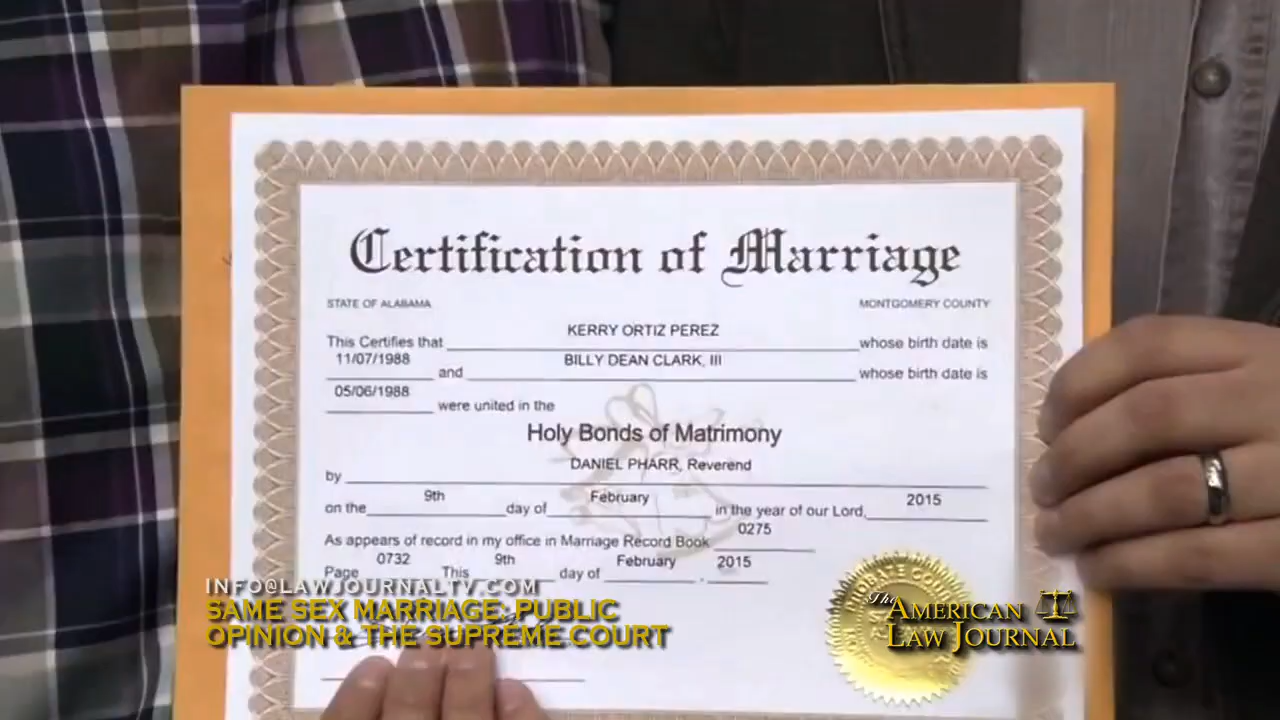 Certification of Marriage
STATE OF ALABAMA MONTGOMERY COUNTY
KERRY ORTIZ PEREZ
This Certifies that whose birth date is
11/07/1988 BILLY DEAN CLARK, III
and whose birth date is
05/06/1988
were united in the
Holy Bonds of Matrimony
DANIEL PHARR, Reverend
by
9th February 2015
on the day of in the year of our Lord,
0275
As appears of record in my office in Marriage Record Book
0732 9th February 2015
Page This day of ,
INFO@LAWJOURNALTV.COM
SAME SEX MARRIAGE: PUBLIC
OPINION & THE SUPREME COURT
The
AMERICAN
LAW JOURNAL
PROBATE